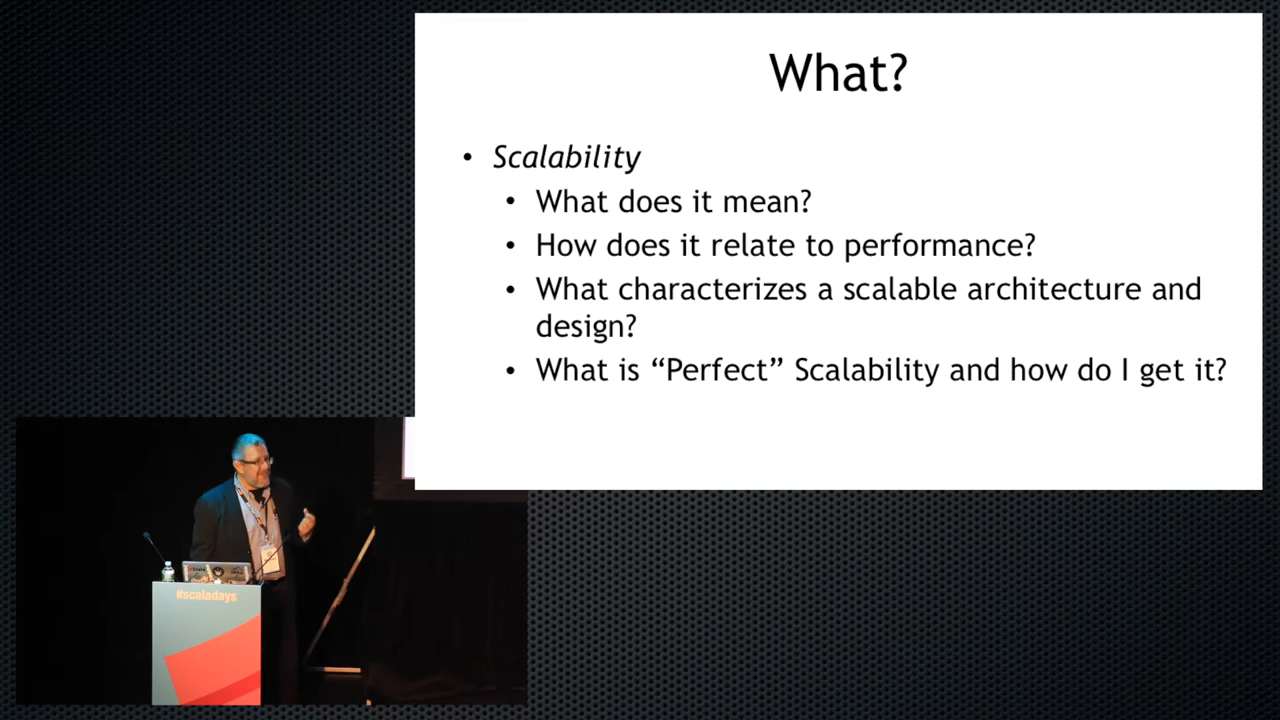 What?
• Scalability
• What does it mean?
• How does it relate to performance?
• What characterizes a scalable architecture and
design?
• What is “Perfect” Scalability and how do I get it?
#scaladays